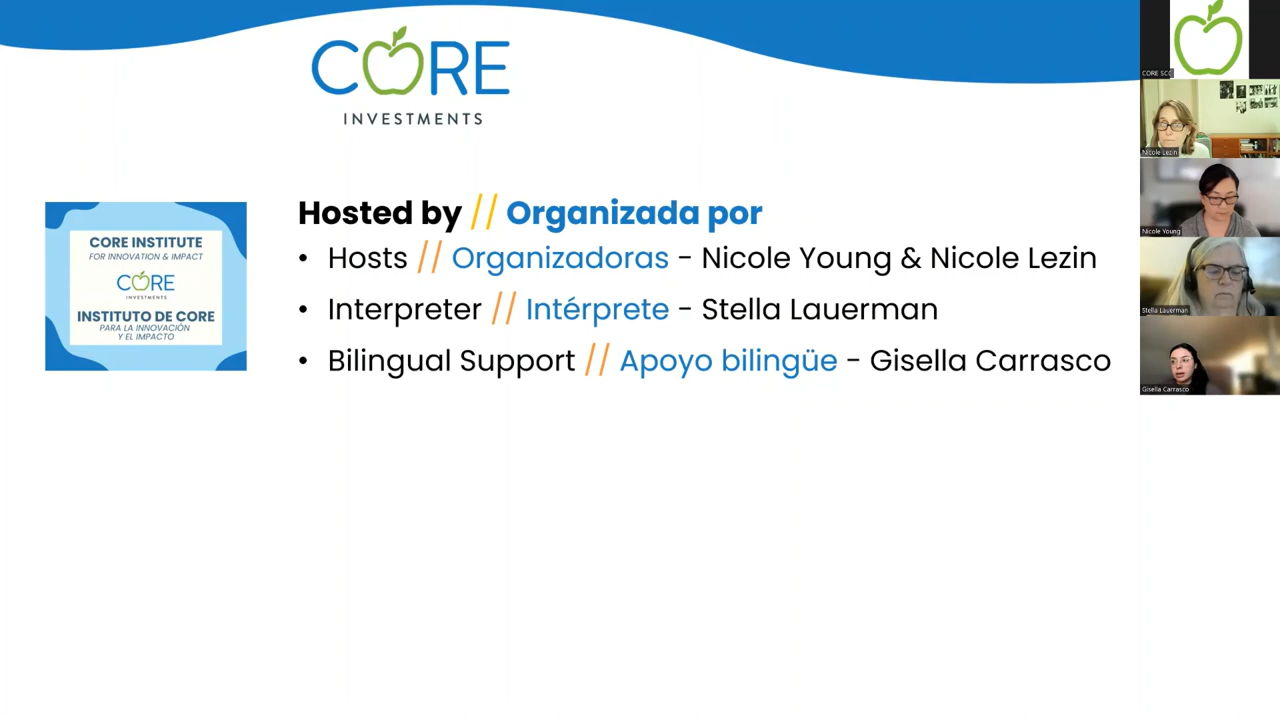 CORE
INVESTMENTS
CORE INSTITUTE
FOR INNOVATION & IMPACT
CORE
INVESTMENTS
INSTITUTO DE CORE
PARA LA INNOVACIÓN
Y EL IMPACTO
Hosted by // Organizada por
• Hosts // Organizadoras - Nicole Young & Nicole Lezin
• Interpreter // Intérprete - Stella Lauerman
• Bilingual Support // Apoyo bilingüe - Gisella Carrasco
CORE SCC
Nicole Lezin
Nicole Young
Stella Lauerman
Gisella Carrasco